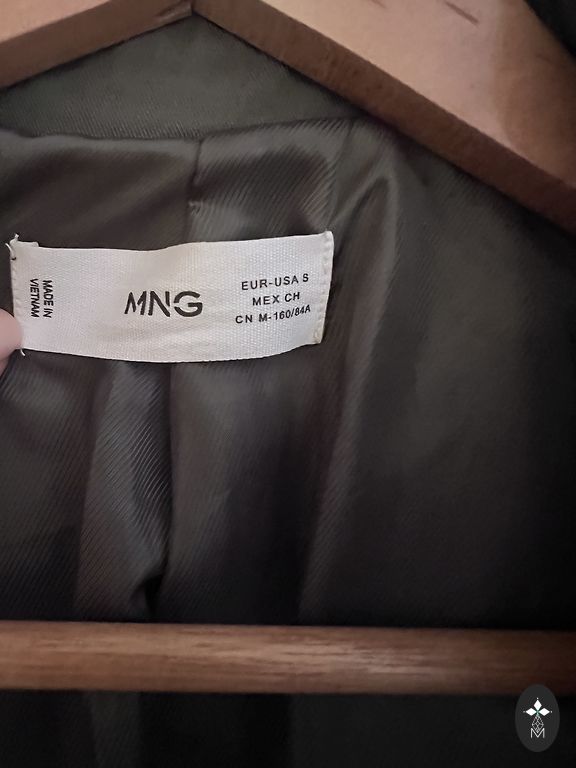 MADE IN
VIETNAM
MNG
EUR-USA S
MEX CH
CN M-160/84A
M